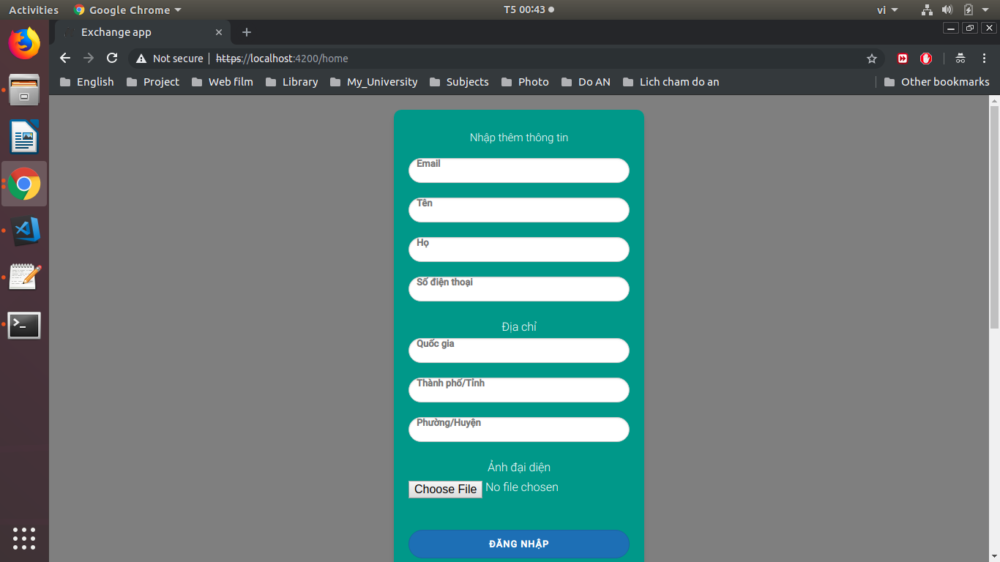 Activities Google Chrome T5 00:43 vi
Exchange app
Not secure https://localhost:4200/home
English Project Web film Library My_University Subjects Photo Do AN Lich cham do an Other bookmarks
Nhập thêm thông tin
Email
Tên
Họ
Số điện thoại
Địa chỉ
Quốc gia
Thành phố/Tỉnh
Phường/Huyện
Ảnh đại diện
Choose File No file chosen
ĐĂNG NHẬP